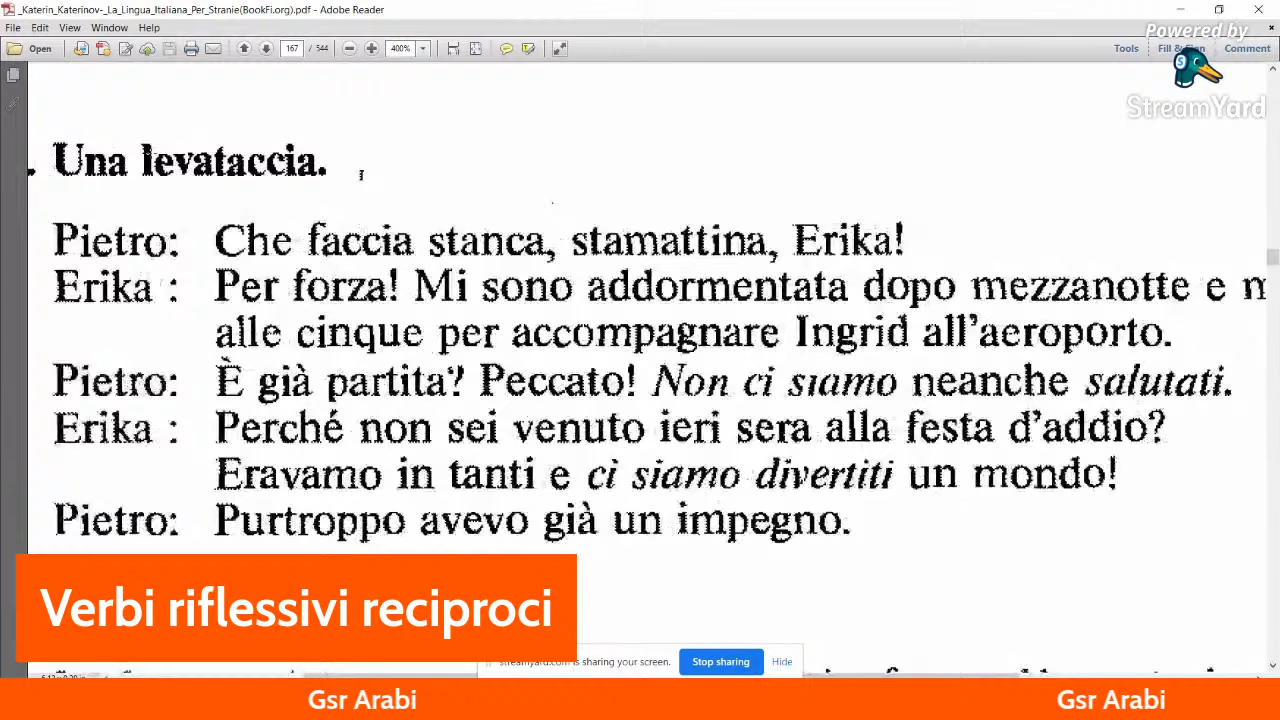 _Katerin_Katerinov-_La_Lingua_Italiana_Per_Stranie(BookFi.org).pdf - Adobe Reader
File Edit View Window Help
Open 167 / 544 400% Tools Fill & Sign Comment
Powered by
StreamYard
. Una levataccia.
Pietro: Che faccia stanca, stamattina, Erika!
Erika : Per forza! Mi sono addormentata dopo mezzanotte e
alle cinque per accompagnare Ingrid all'aeroporto.
Pietro: È già partita? Peccato! Non ci siamo neanche salutati.
Erika : Perché non sei venuto ieri sera alla festa d'addio?
Eravamo in tanti e ci siamo divertiti un mondo!
Pietro: Purtroppo avevo già un impegno.
Verbi riflessivi reciproci
streamyard.com is sharing your screen. Stop sharing Hide
Gsr Arabi Gsr Arabi